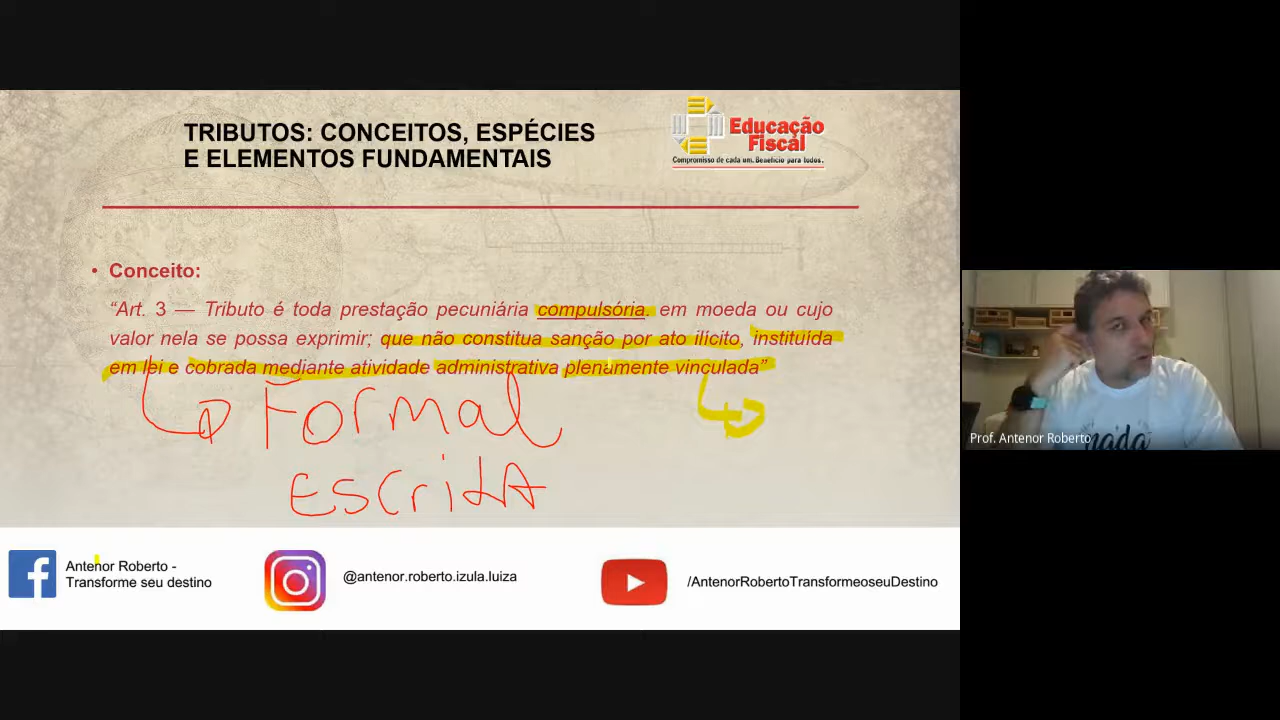 TRIBUTOS: CONCEITOS, ESPÉCIES
E ELEMENTOS FUNDAMENTAIS
Educação
Fiscal
Compromisso de cada um. Benefício para todos.
• Conceito:
“Art. 3 — Tributo é toda prestação pecuniária compulsória. em moeda ou cujo
valor nela se possa exprimir; que não constitua sanção por ato ilícito, instituída
em lei e cobrada mediante atividade administrativa plenamente vinculada”
Formal
Escrita
Antenor Roberto -
Transforme seu destino
@antenor.roberto.izula.luiza
/AntenorRobertoTransformeoseuDestino
nada
Prof. Antenor Roberto